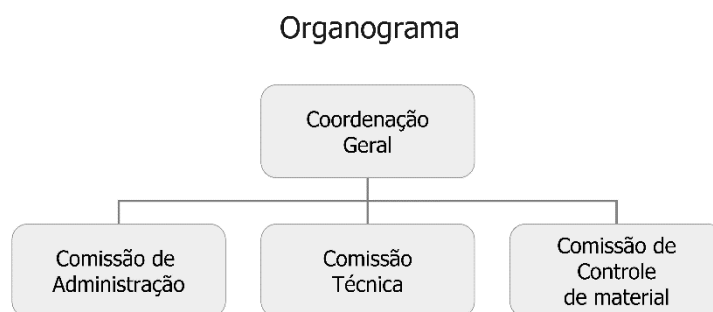 Organograma
Coordenação
Geral
Comissão de
Administração
Comissão
Técnica
Comissão de
Controle
de material